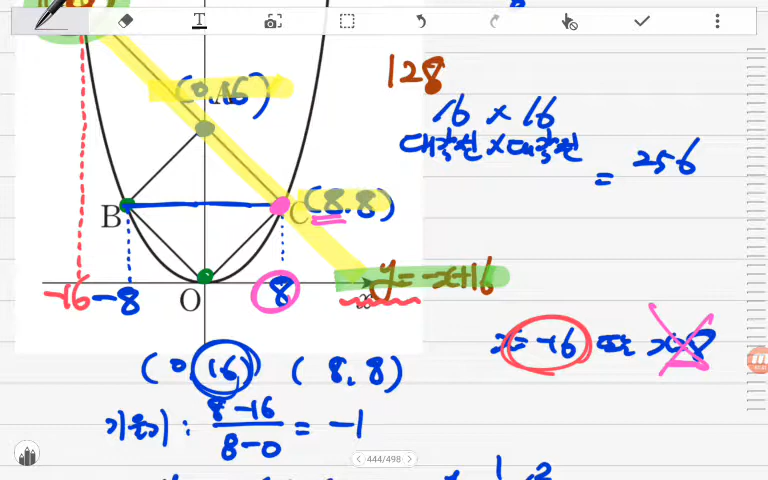 T
(0.16)
A
128
16 × 16
대각선 × 대각선
= 256
B
C
(8.8)
y = -x+16
-16
-8
O
8
x
x=-16 또는 x=8
(0.16) (8.8)
기울기 : 8-16 / 8-0 = -1
444/498